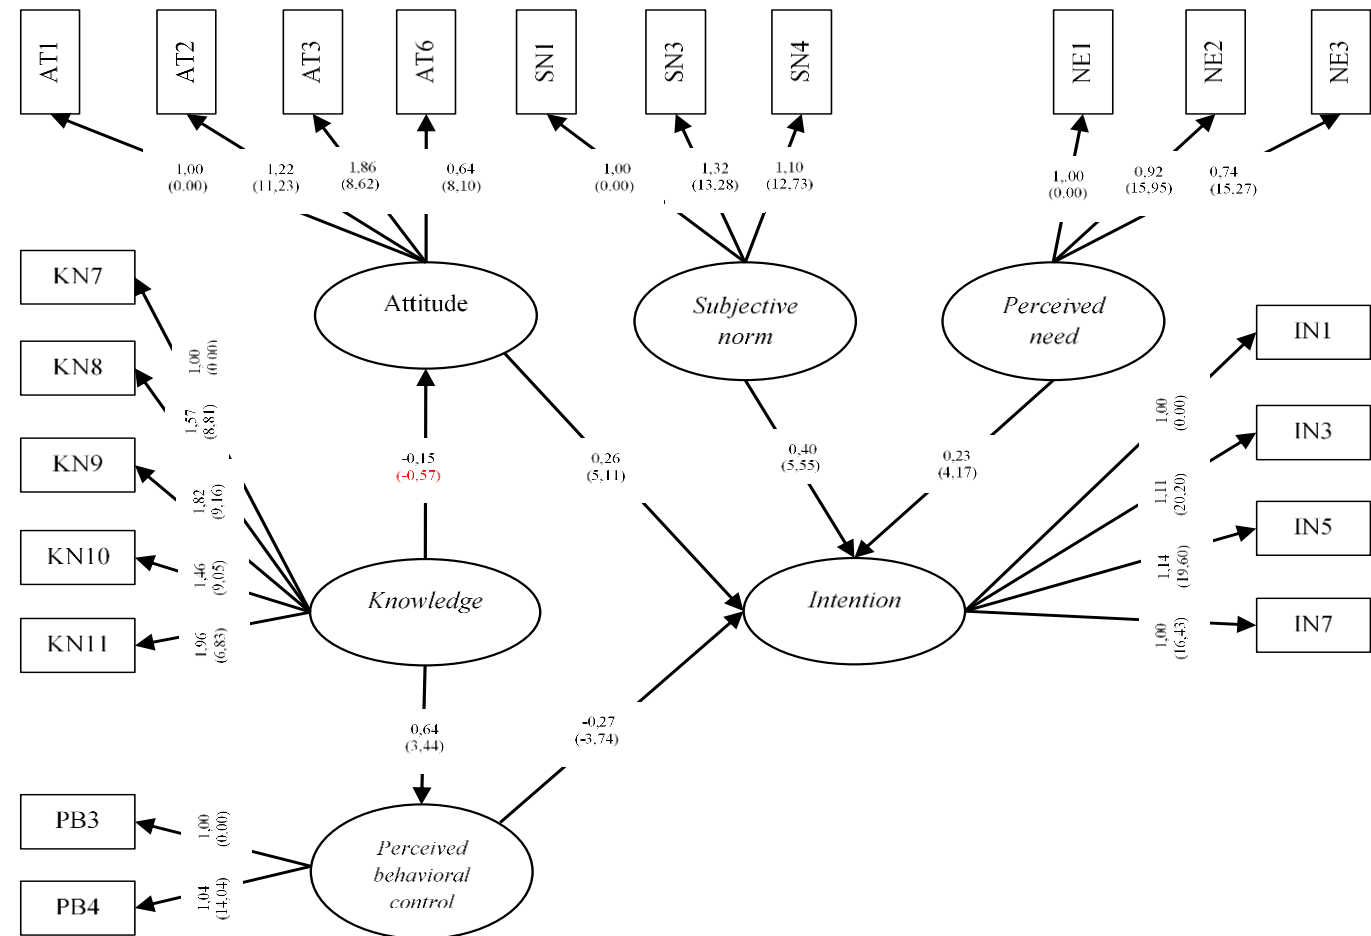 AT1
AT2
AT3
AT6
SN1
SN3
SN4
NE1
NE2
NE3
1,00
(0.00)
1,22
(11,23)
1,86
(8,62)
0,64
(8,10)
1,00
(0.00)
1,32
(13,28)
1,10
(12,73)
1,.00
(0.00)
0,92
(15,95)
0,74
(15,27)
KN7
KN8
KN9
KN10
KN11
1,00
(0.00)
1,57
(8,81)
1,82
(9,16)
1,46
(9,05)
1,96
(6,83)
Attitude
Subjective
norm
Perceived
need
IN1
IN3
IN5
IN7
1,00
(0.00)
1,11
(20,20)
1,14
(19,60)
1,00
(16,43)
-0,15
(-0,57)
0,26
(5,11)
0,40
(5,55)
0,23
(4,17)
Knowledge
Intention
0,64
(3,44)
-0,27
(-3,74)
PB3
PB4
1,00
(0,00)
1,04
(14,04)
Perceived
behavioral
control